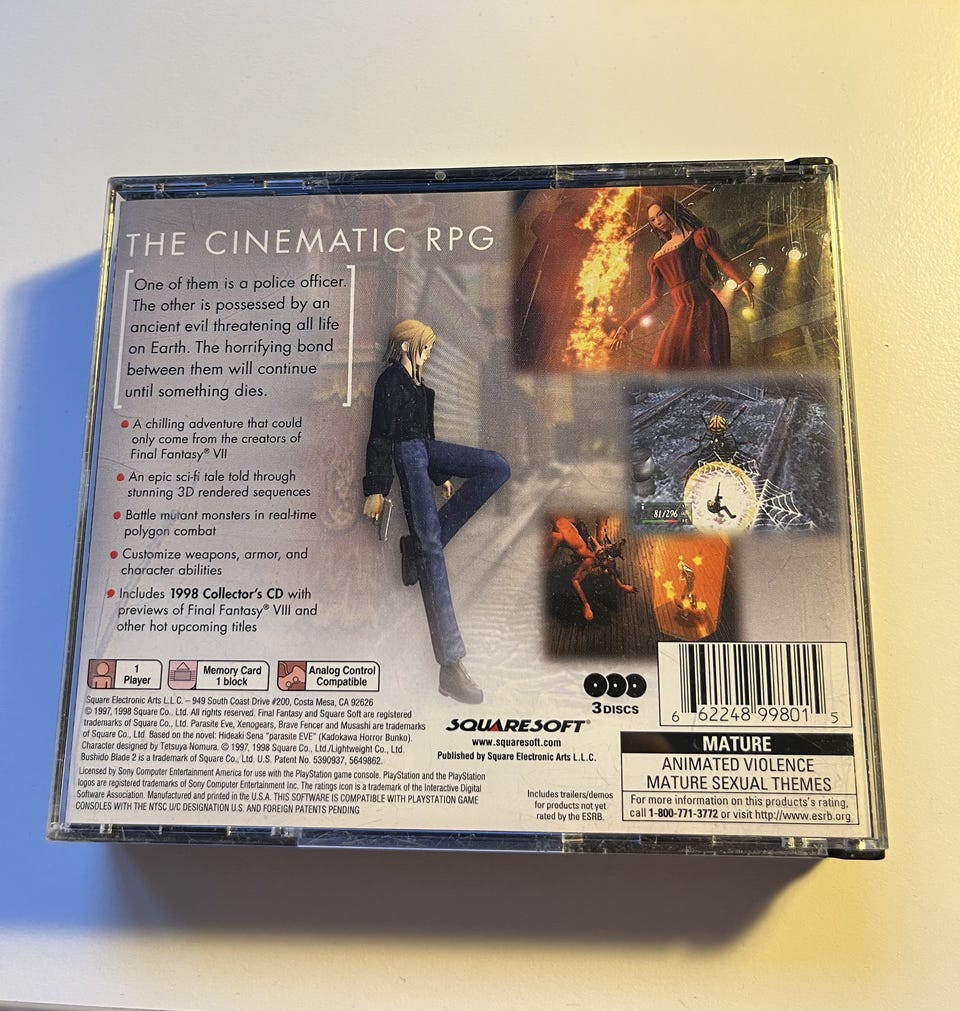 THE CINEMATIC RPG
One of them is a police officer.
The other is possessed by an
ancient evil threatening all life
on Earth. The horrifying bond
between them will continue
until something dies.
• A chilling adventure that could
only come from the creators of
Final Fantasy® VII
• An epic sci-fi tale told through
stunning 3D rendered sequences
• Battle mutant monsters in real-time
polygon combat
• Customize weapons, armor, and
character abilities
• Includes 1998 Collector's CD with
previews of Final Fantasy® VIII and
other hot upcoming titles
81/296
1
Player
Memory Card
1 block
Analog Control
Compatible
Square Electronic Arts L.L.C. – 949 South Coast Drive #200, Costa Mesa, CA 92626
© 1997, 1998 Square Co., Ltd. All rights reserved. Final Fantasy and Square Soft are registered
trademarks of Square Co., Ltd. Parasite Eve, Xenogears, Brave Fencer and Musashi are trademarks
of Square Co., Ltd. Based on the novel: Hideaki Sena "parasite EVE" (Kadokawa Horror Bunko).
Character designed by Tetsuya Nomura. © 1997, 1998 Square Co., Ltd./Lightweight Co., Ltd.
Bushido Blade 2 is a trademark of Square Co., Ltd. U.S. Patent No. 5390937, 5649862.
Licensed by Sony Computer Entertainment America for use with the PlayStation game console. PlayStation and the PlayStation
logos are registered trademarks of Sony Computer Entertainment Inc. The ratings icon is a trademark of the Interactive Digital
Software Association. Manufactured and printed in the U.S.A. THIS SOFTWARE IS COMPATIBLE WITH PLAYSTATION GAME
CONSOLES WITH THE NTSC U/C DESIGNATION U.S. AND FOREIGN PATENTS PENDING
SQUARESOFT®
www.squaresoft.com
Published by Square Electronic Arts L.L.C.
3 DISCS
6 62248 99801 5
Includes trailers/demos
for products not yet
rated by the ESRB.
MATURE
ANIMATED VIOLENCE
MATURE SEXUAL THEMES
For more information on this product's rating,
call 1-800-771-3772 or visit http://www.esrb.org